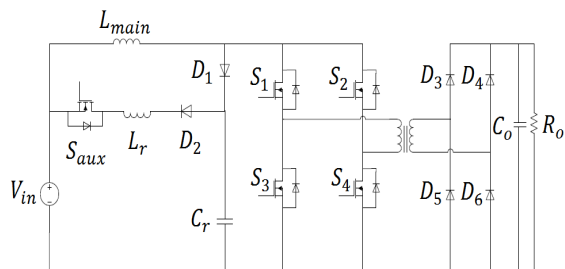 L_main
D_1
S_1
S_2
D_3
D_4
S_aux
L_r
D_2
C_o
R_o
V_in
C_r
S_3
S_4
D_5
D_6
+
-